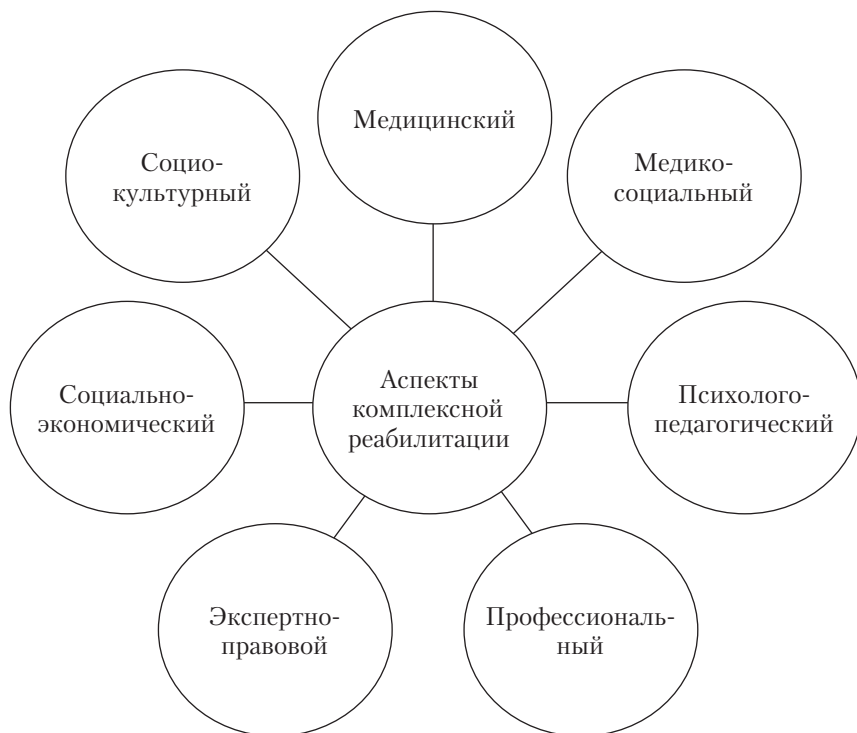 Медицинский
Социо-
культурный
Медико-
социальный
Социально-
экономический
Аспекты
комплексной
реабилитации
Психолого-
педагогический
Экспертно-
правовой
Профессиональ-
ный